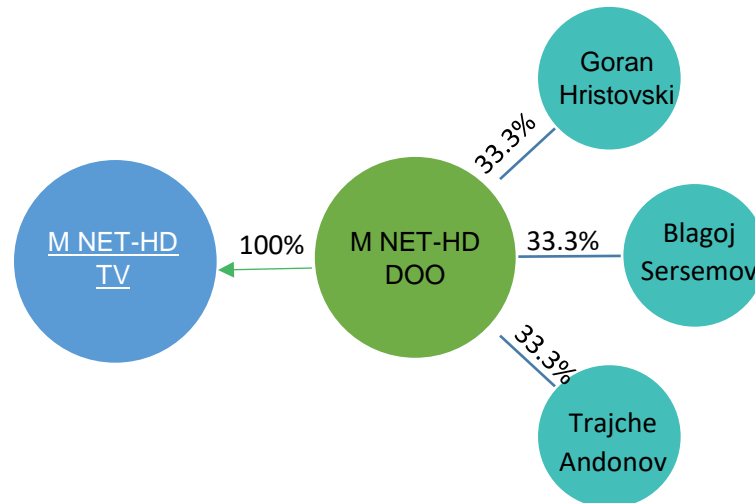 Goran
Hristovski
33.3%
M NET-HD
TV
100%
M NET-HD
DOO
33.3%
Blagoj
Sersemov
33.3%
Trajche
Andonov